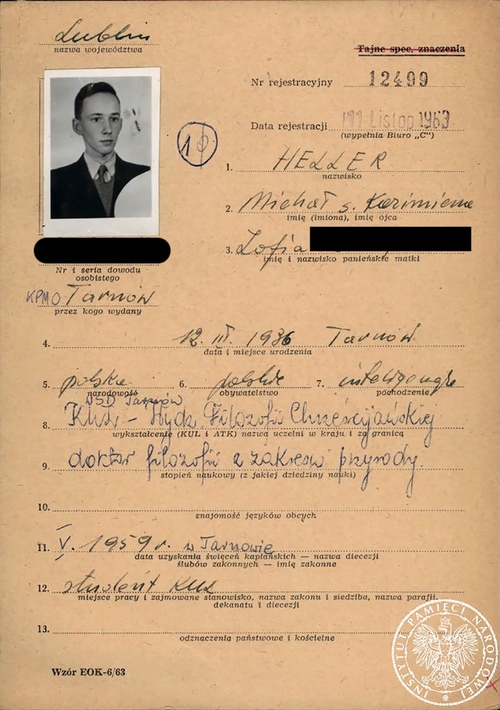 Lublin
nazwa województwa
Tajne spec. znaczenia
Nr rejestracyjny 12499
Data rejestracji 11 Listop 1963
(wypełnia Biuro „C")
10
1. HELLER
nazwisko
2. Michał s. Kazimierza
imię (imiona), imię ojca
3. Zofia
imię i nazwisko panieńskie matki
Nr i seria dowodu
osobistego
KPMO Tarnów
przez kogo wydany
4. 12. III. 1936 Tarnów
data i miejsce urodzenia
5. polska 6. polskie 7. inteligencja
narodowość obywatelstwo pochodzenie
WSD Tarnów
8. KUL - Wydz. Filozofii Chrześcijańskiej
wykształcenie (KUL i ATK) nazwa uczelni w kraju i za granicą
9. doktor filozofii z zakresu przyrody.
stopień naukowy (z jakiej dziedziny nauki)
10.
znajomość języków obcych
11. V. 1959 r. w Tarnowie
data uzyskania święceń kapłańskich — nazwa diecezji
ślubów zakonnych — imię zakonne
12. student KUL
miejsce pracy i zajmowane stanowisko, nazwa zakonu i siedziba, nazwa parafii,
dekanatu i diecezji
13.
odznaczenia państwowe i kościelne
Wzór EOK-6/63
INSTYTUT PAMIĘCI NARODOWEJ